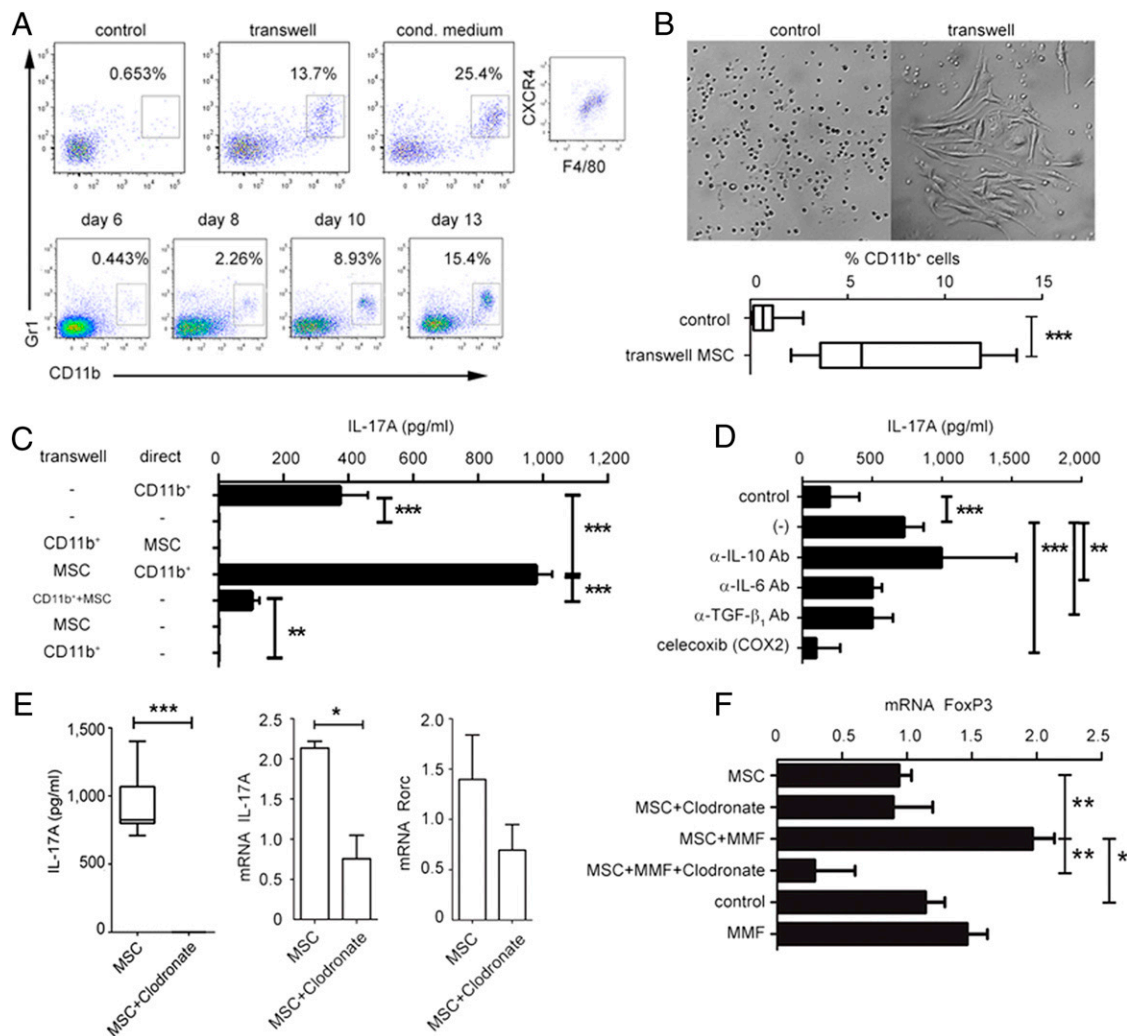 A
control transwell cond. medium
0.653% 13.7% 25.4%
CXCR4
F4/80
day 6 day 8 day 10 day 13
0.443% 2.26% 8.93% 15.4%
Gr1
CD11b
B
control transwell
% CD11b⁺ cells
0 5 10 15
control
transwell MSC
***
C
IL-17A (pg/ml)
transwell direct
0 200 400 600 800 1,000 1,200
- CD11b⁺
- -
CD11b⁺ MSC
MSC CD11b⁺
CD11b⁺+MSC -
MSC -
CD11b⁺ -
*** *** *** **
D
IL-17A (pg/ml)
0 500 1,000 1,500 2,000
control
(-)
α-IL-10 Ab
α-IL-6 Ab
α-TGF-β₁ Ab
celecoxib (COX2)
*** *** ** **
E
***
IL-17A (pg/ml)
1,500
1,000
500
0
MSC
MSC+Clodronate
*
mRNA IL-17A
2.5
2.0
1.5
1.0
0.5
0
MSC
MSC+Clodronate
mRNA Rorc
2.0
1.5
1.0
0.5
0.0
MSC
MSC+Clodronate
F
mRNA FoxP3
0 0.5 1.0 1.5 2.0 2.5
MSC
MSC+Clodronate
MSC+MMF
MSC+MMF+Clodronate
control
MMF
** ** *